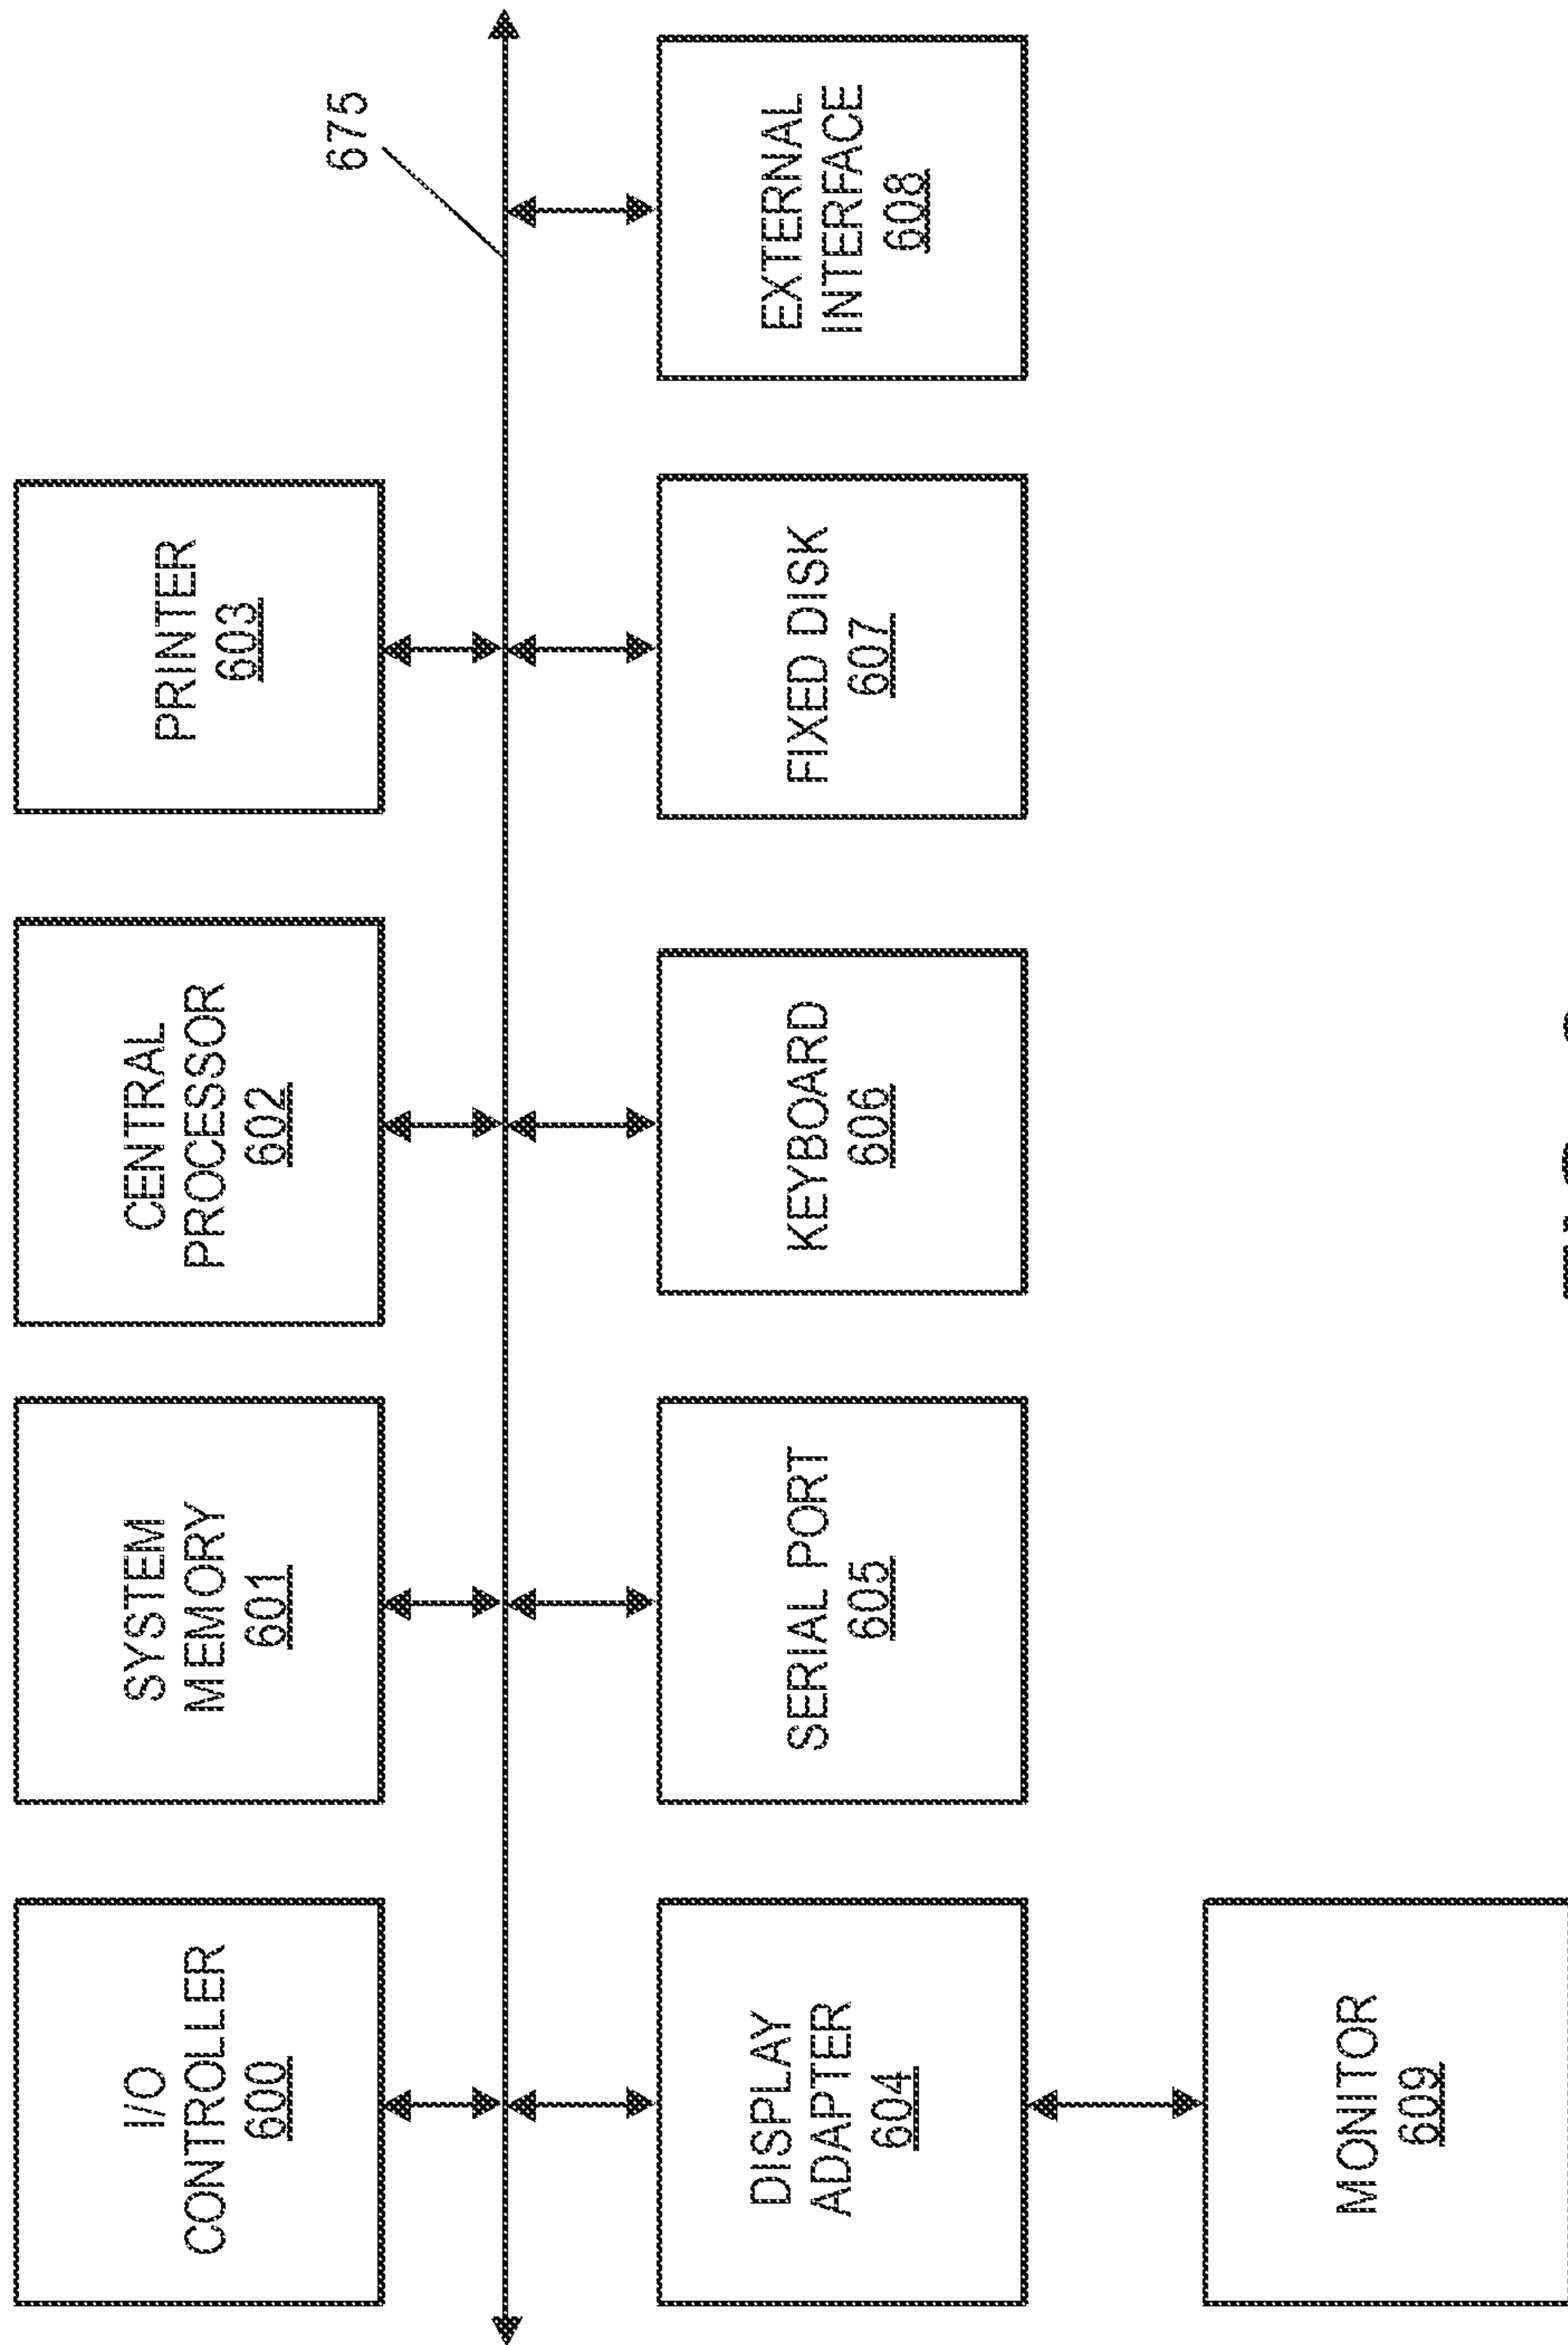 I/O
CONTROLLER
600
SYSTEM
MEMORY
601
CENTRAL
PROCESSOR
602
PRINTER
603
675
DISPLAY
ADAPTER
604
SERIAL PORT
605
KEYBOARD
606
FIXED DISK
607
EXTERNAL
INTERFACE
608
MONITOR
609